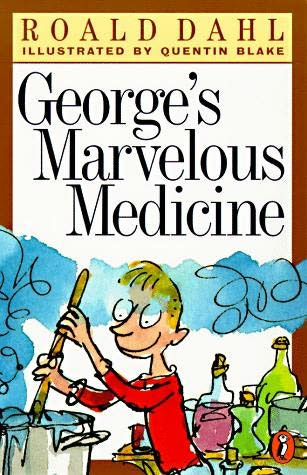 ROALD DAHL
ILLUSTRATED BY QUENTIN BLAKE
George's
Marvelous
Medicine